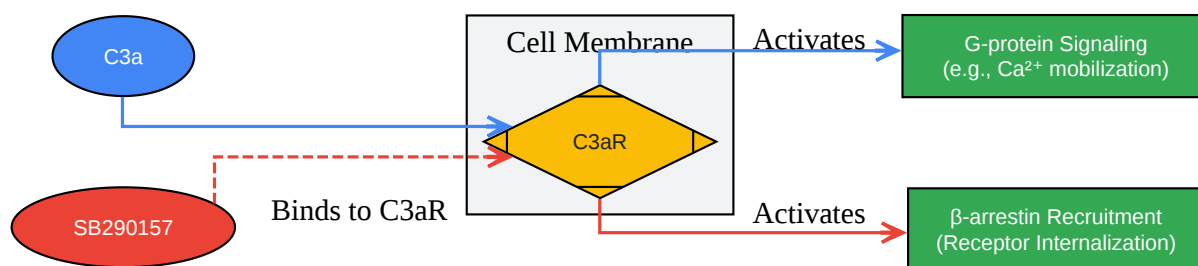 C3a
Cell Membrane
Activates
G-protein Signaling
(e.g., Ca²⁺ mobilization)
C3aR
SB290157
Binds to C3aR
Activates
β-arrestin Recruitment
(Receptor Internalization)